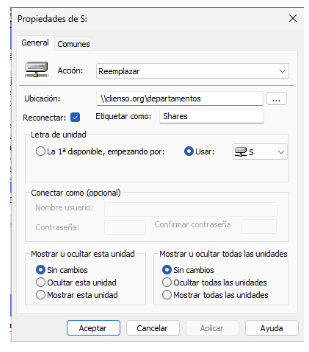 Propiedades de S:
General Comunes
Acción: Reemplazar
Ubicación: \\clienso.org\departamentos ...
Reconectar: Etiquetar como: Shares
Letra de unidad
La 1ª disponible, empezando por: Usar: S
Conectar como (opcional)
Nombre usuario:
Contraseña: Confirmar contraseña
Mostrar u ocultar esta unidad
Sin cambios
Ocultar esta unidad
Mostrar esta unidad
Mostrar u ocultar todas las unidades
Sin cambios
Ocultar todas las unidades
Mostrar todas las unidades
Aceptar Cancelar Aplicar Ayuda